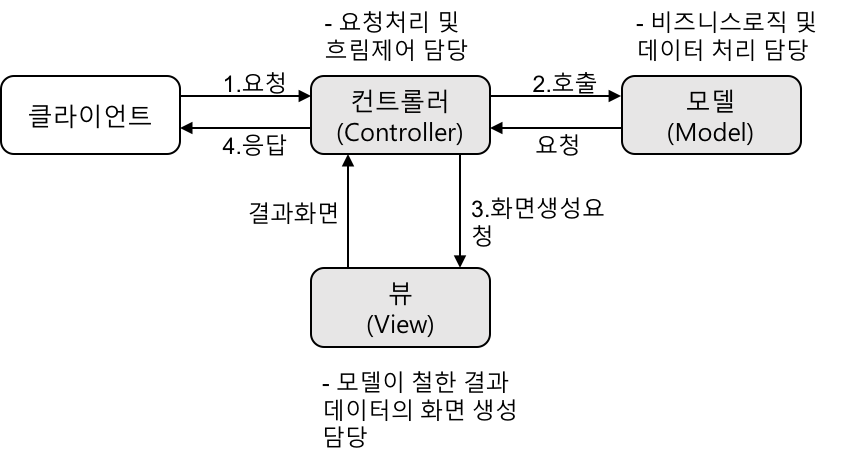 - 요청처리 및
흐림제어 담당
- 비즈니스로직 및
데이터 처리 담당
클라이언트
1.요청
4.응답
컨트롤러
(Controller)
2.호출
요청
모델
(Model)
결과화면
3.화면생성요
청
뷰
(View)
- 모델이 철한 결과
데이터의 화면 생성
담당